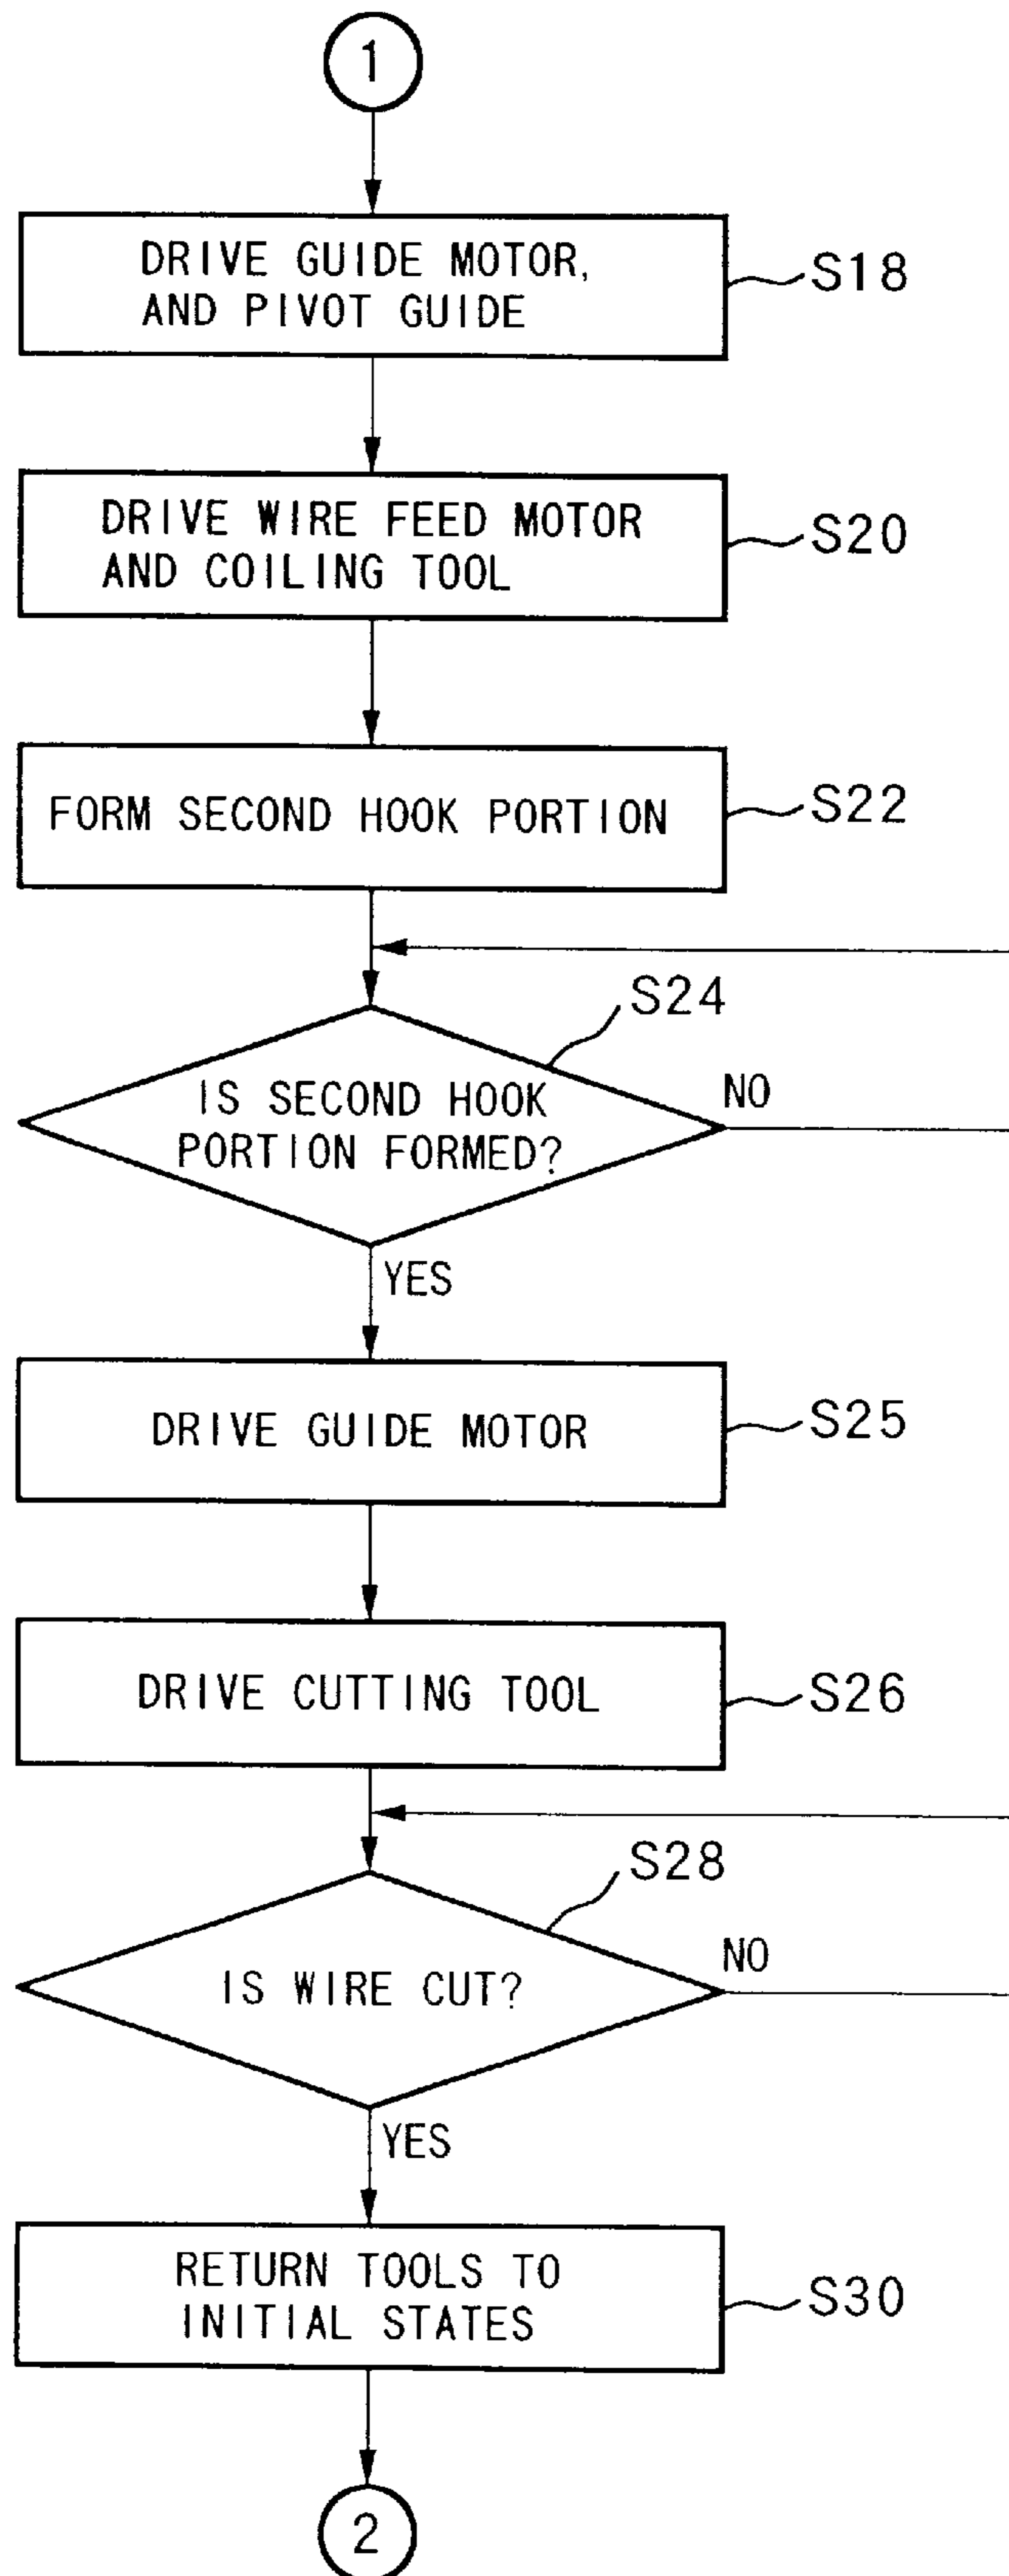 1
DRIVE GUIDE MOTOR,
AND PIVOT GUIDE
S18
DRIVE WIRE FEED MOTOR
AND COILING TOOL
S20
FORM SECOND HOOK PORTION
S22
S24
IS SECOND HOOK
PORTION FORMED?
NO
YES
DRIVE GUIDE MOTOR
S25
DRIVE CUTTING TOOL
S26
S28
IS WIRE CUT?
NO
YES
RETURN TOOLS TO
INITIAL STATES
S30
2